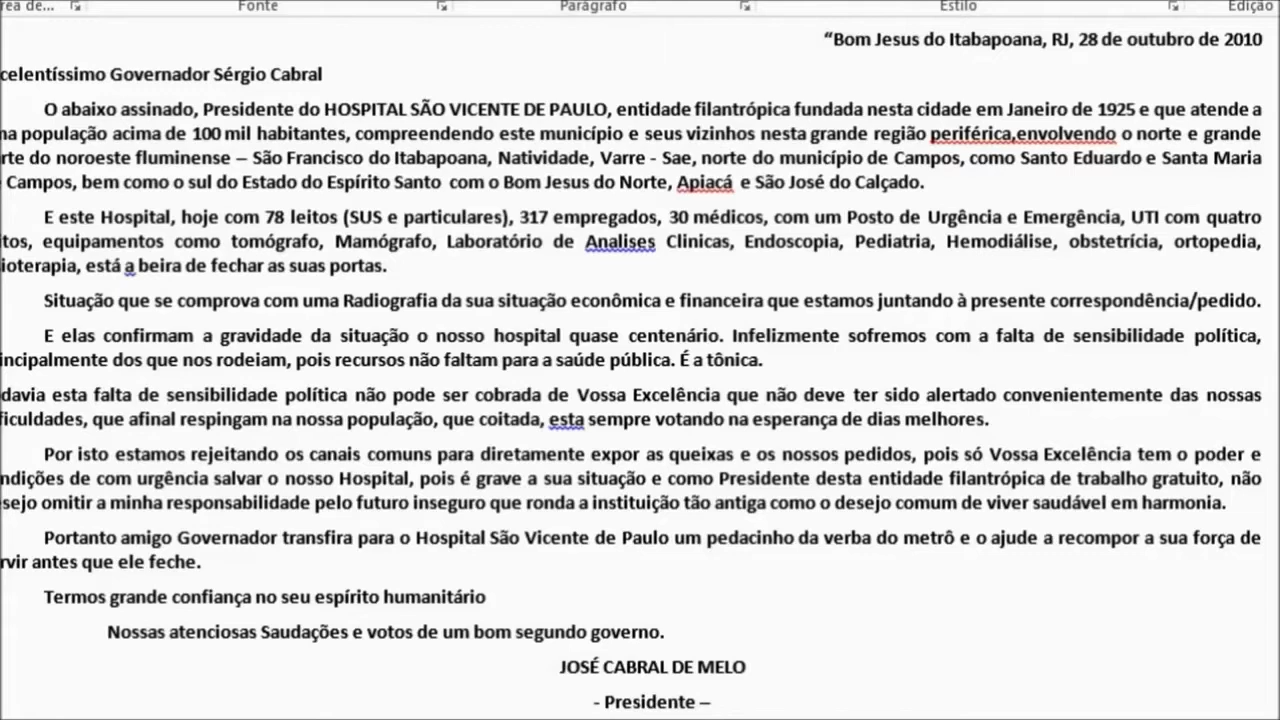 rea de... Fonte Parágrafo Estilo Edição
“Bom Jesus do Itabapoana, RJ, 28 de outubro de 2010
celentíssimo Governador Sérgio Cabral
O abaixo assinado, Presidente do HOSPITAL SÃO VICENTE DE PAULO, entidade filantrópica fundada nesta cidade em Janeiro de 1925 e que atende a
na população acima de 100 mil habitantes, compreendendo este município e seus vizinhos nesta grande região periférica,envolvendo o norte e grande
rte do noroeste fluminense – São Francisco do Itabapoana, Natividade, Varre - Sae, norte do município de Campos, como Santo Eduardo e Santa Maria
Campos, bem como o sul do Estado do Espírito Santo com o Bom Jesus do Norte, Apiacá e São José do Calçado.
E este Hospital, hoje com 78 leitos (SUS e particulares), 317 empregados, 30 médicos, com um Posto de Urgência e Emergência, UTI com quatro
itos, equipamentos como tomógrafo, Mamógrafo, Laboratório de Analises Clinicas, Endoscopia, Pediatria, Hemodiálise, obstetrícia, ortopedia,
ioterapia, está a beira de fechar as suas portas.
Situação que se comprova com uma Radiografia da sua situação econômica e financeira que estamos juntando à presente correspondência/pedido.
E elas confirmam a gravidade da situação o nosso hospital quase centenário. Infelizmente sofremos com a falta de sensibilidade política,
incipalmente dos que nos rodeiam, pois recursos não faltam para a saúde pública. É a tônica.
davia esta falta de sensibilidade política não pode ser cobrada de Vossa Excelência que não deve ter sido alertado convenientemente das nossas
ficuldades, que afinal respingam na nossa população, que coitada, esta sempre votando na esperança de dias melhores.
Por isto estamos rejeitando os canais comuns para diretamente expor as queixas e os nossos pedidos, pois só Vossa Excelência tem o poder e
ndições de com urgência salvar o nosso Hospital, pois é grave a sua situação e como Presidente desta entidade filantrópica de trabalho gratuito, não
sejo omitir a minha responsabilidade pelo futuro inseguro que ronda a instituição tão antiga como o desejo comum de viver saudável em harmonia.
Portanto amigo Governador transfira para o Hospital São Vicente de Paulo um pedacinho da verba do metrô e o ajude a recompor a sua força de
rvir antes que ele feche.
Termos grande confiança no seu espírito humanitário
Nossas atenciosas Saudações e votos de um bom segundo governo.
JOSÉ CABRAL DE MELO
- Presidente –